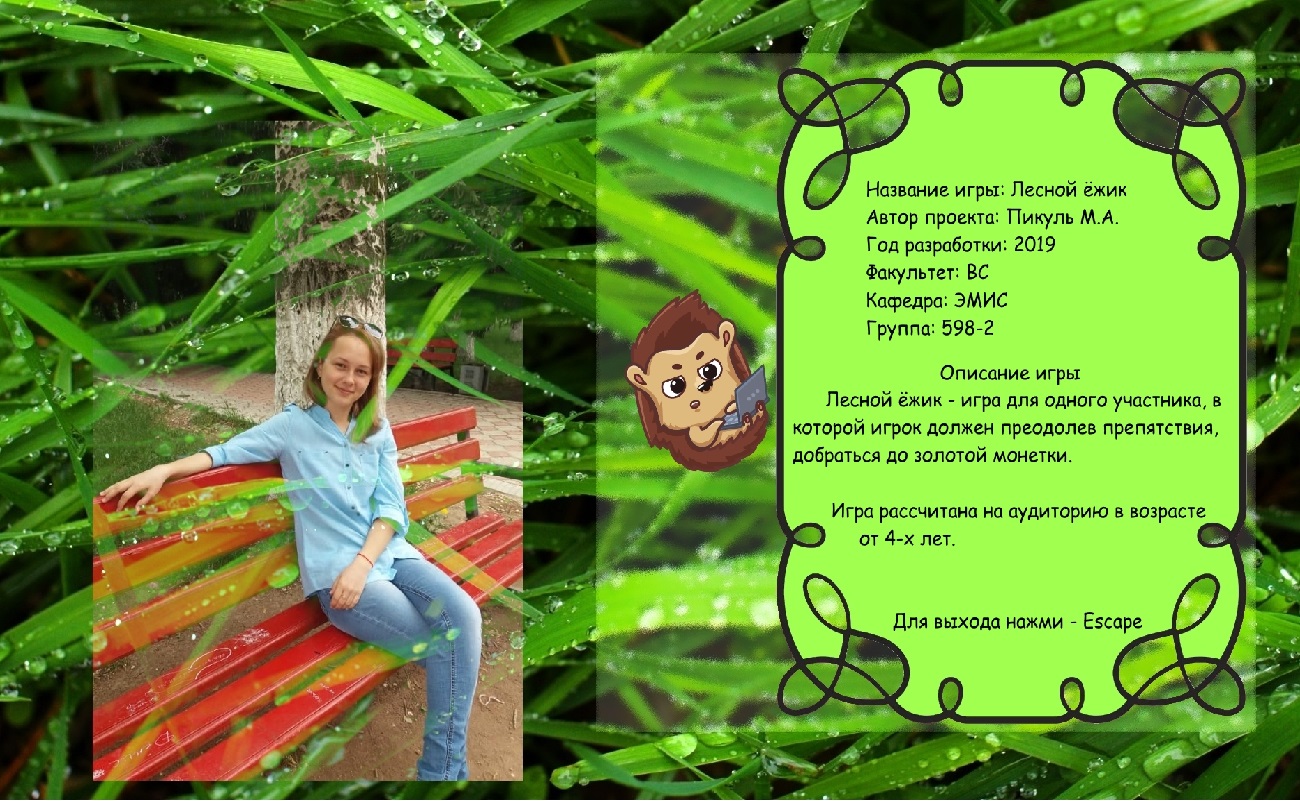 Название игры: Лесной ёжик
Автор проекта: Пикуль М.А.
Год разработки: 2019
Факультет: ВС
Кафедра: ЭМИС
Группа: 598-2
Описание игры
Лесной ёжик - игра для одного участника, в
которой игрок должен преодолев препятствия,
добраться до золотой монетки.
Игра рассчитана на аудиторию в возрасте
от 4-х лет.
Для выхода нажми - Escape